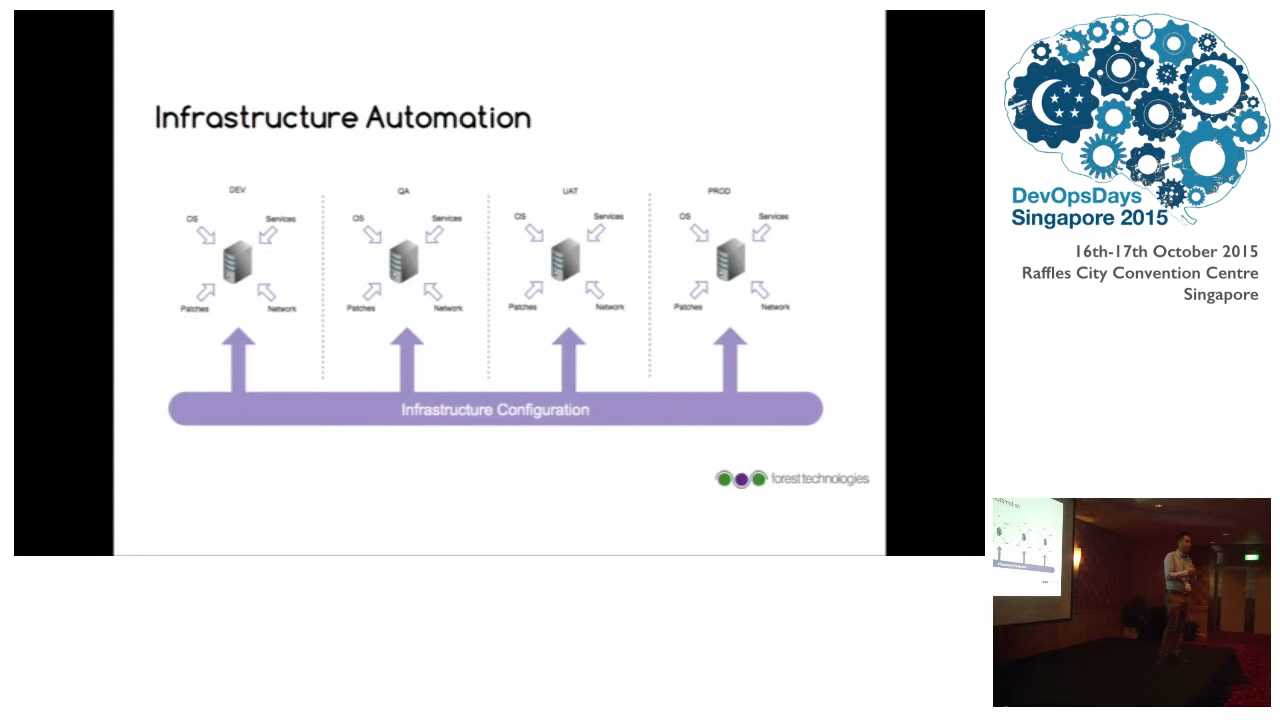 Infrastructure Automation
DEV
QA
UAT
PROD
OS
Services
OS
Services
OS
Services
OS
Services
Patches
Network
Patches
Network
Patches
Network
Patches
Network
Infrastructure Configuration
forest technologies
DevOpsDays
Singapore 2015
16th-17th October 2015
Raffles City Convention Centre
Singapore